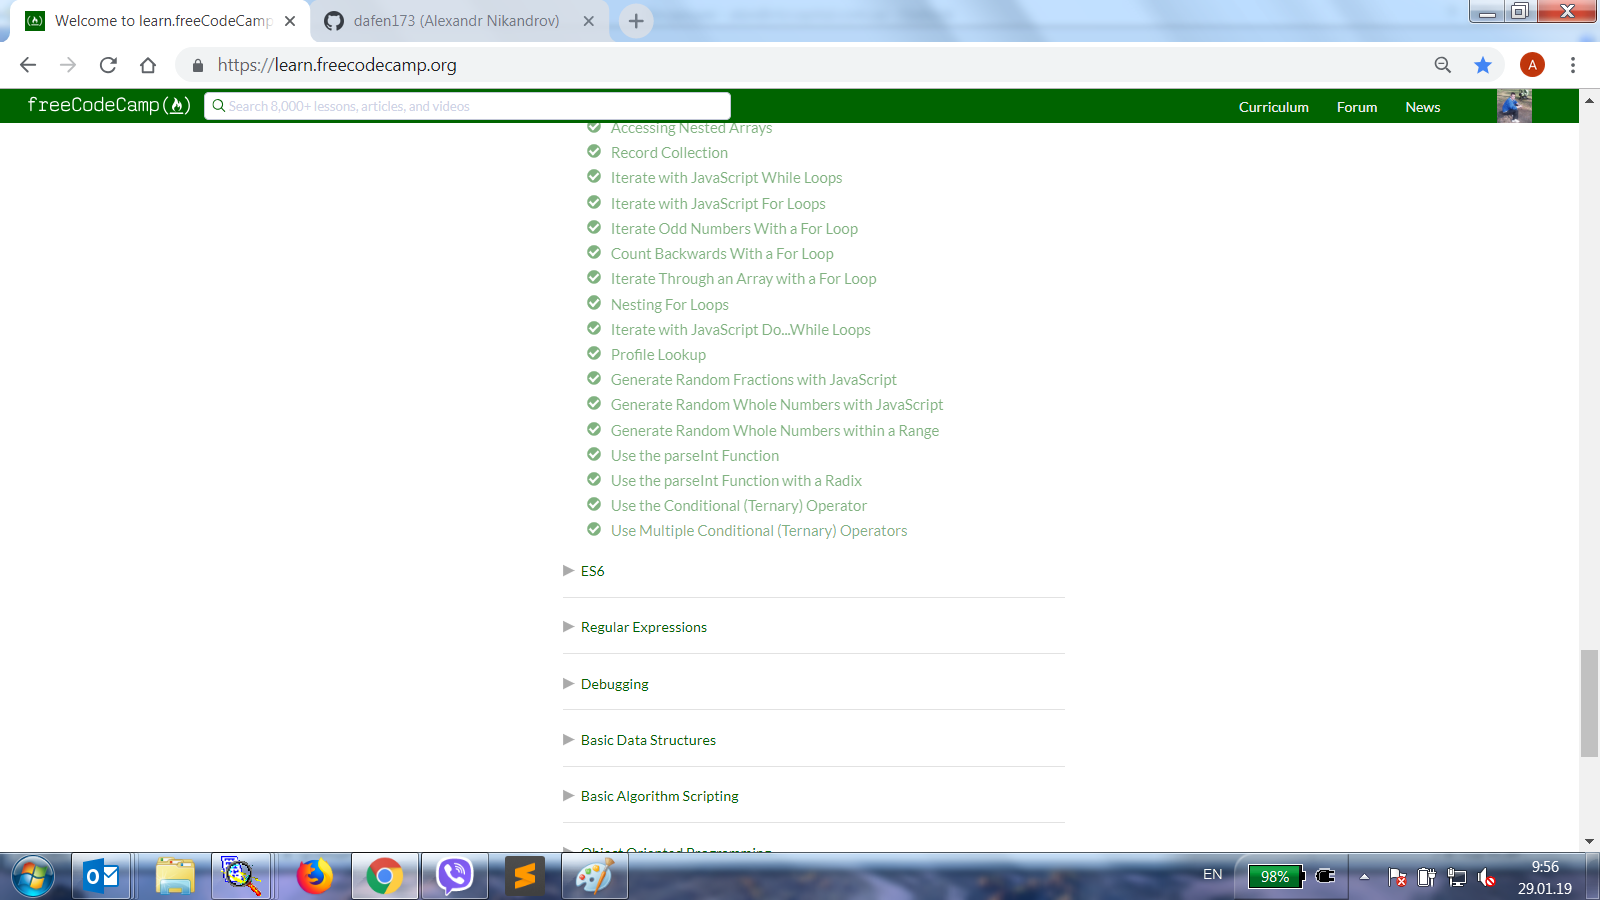 Welcome to learn.freeCodeCamp
dafen173 (Alexandr Nikandrov)
https://learn.freecodecamp.org
A
freeCodeCamp
Search 8,000+ lessons, articles, and videos
Curriculum
Forum
News
Accessing Nested Arrays
Record Collection
Iterate with JavaScript While Loops
Iterate with JavaScript For Loops
Iterate Odd Numbers With a For Loop
Count Backwards With a For Loop
Iterate Through an Array with a For Loop
Nesting For Loops
Iterate with JavaScript Do...While Loops
Profile Lookup
Generate Random Fractions with JavaScript
Generate Random Whole Numbers with JavaScript
Generate Random Whole Numbers within a Range
Use the parseInt Function
Use the parseInt Function with a Radix
Use the Conditional (Ternary) Operator
Use Multiple Conditional (Ternary) Operators
ES6
Regular Expressions
Debugging
Basic Data Structures
Basic Algorithm Scripting
Object Oriented Programming
EN
98%
9:56
29.01.19